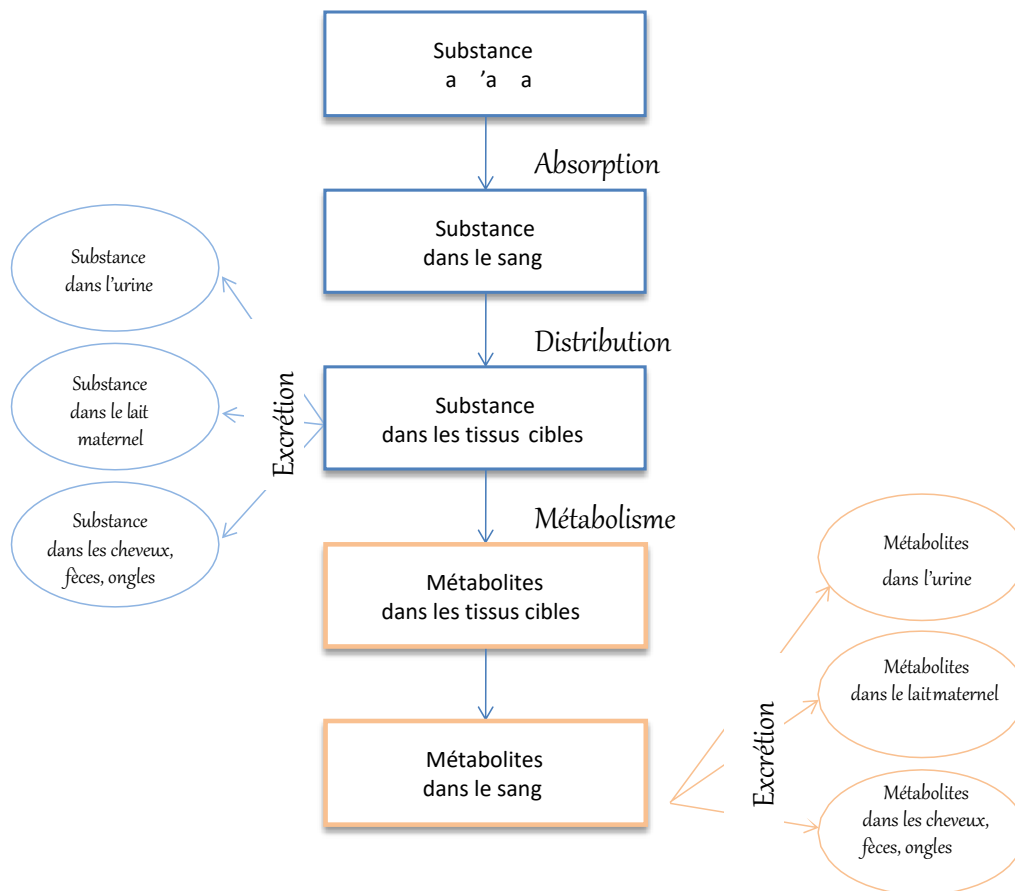 Substance
a ’a a
Absorption
Substance
dans le sang
Distribution
Substance
dans l’urine
Substance
dans le lait
maternel
Substance
dans les cheveux,
fèces, ongles
Excrétion
Substance
dans les tissus cibles
Métabolisme
Métabolites
dans les tissus cibles
Métabolites
dans le sang
Excrétion
Métabolites
dans l’urine
Métabolites
dans le lait maternel
Métabolites
dans les cheveux,
fèces, ongles